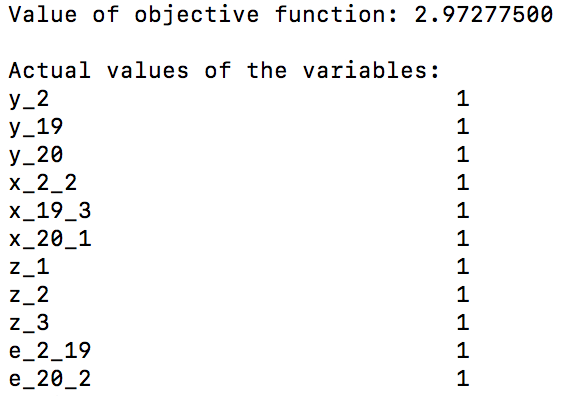 Value of objective function: 2.97277500
Actual values of the variables:
y_2 1
y_19 1
y_20 1
x_2_2 1
x_19_3 1
x_20_1 1
z_1 1
z_2 1
z_3 1
e_2_19 1
e_20_2 1